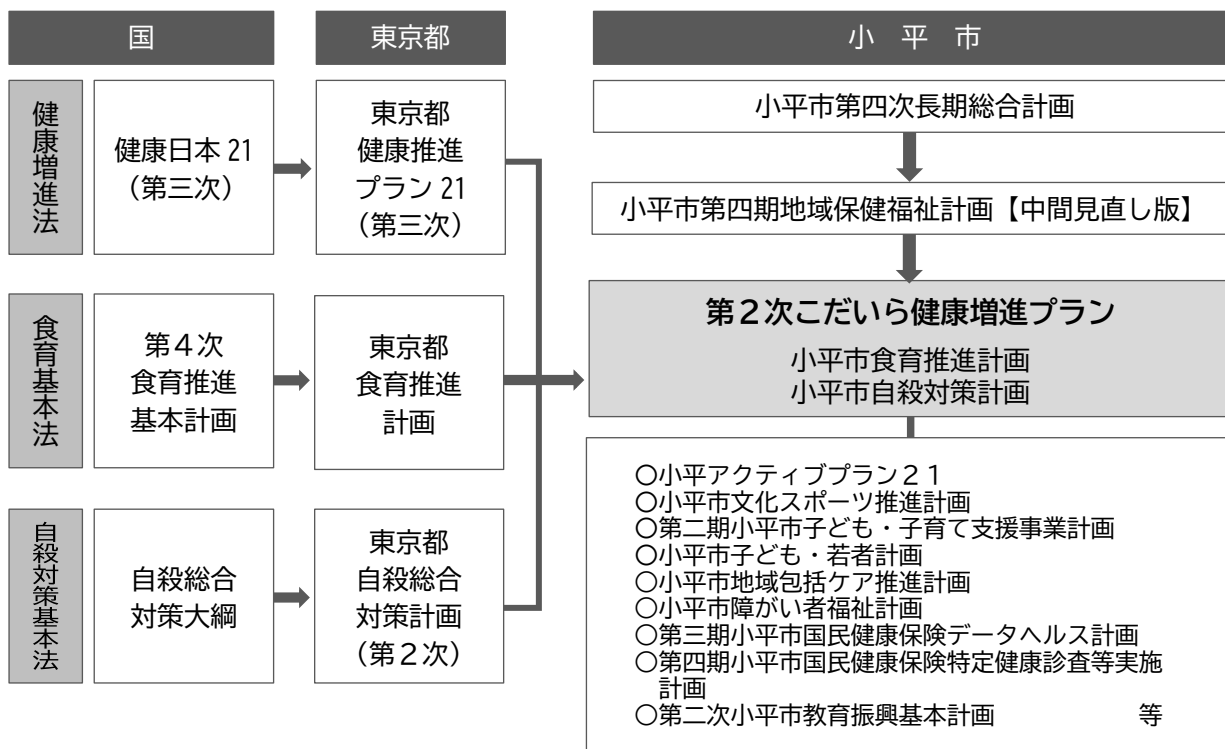 国
東京都
小　平　市
健康増進法
健康日本 21
（第三次）
東京都
健康推進
プラン 21
（第三次）
食育基本法
第４次
食育推進
基本計画
東京都
食育推進
計画
自殺対策基本法
自殺総合
対策大綱
東京都
自殺総合
対策計画
（第２次）
小平市第四次長期総合計画
小平市第四期地域保健福祉計画【中間見直し版】
第２次こだいら健康増進プラン
小平市食育推進計画
小平市自殺対策計画
〇小平アクティブプラン２１
〇小平市文化スポーツ推進計画
〇第二期小平市子ども・子育て支援事業計画
〇小平市子ども・若者計画
〇小平市地域包括ケア推進計画
〇小平市障がい者福祉計画
〇第三期小平市国民健康保険データヘルス計画
〇第四期小平市国民健康保険特定健康診査等実施
計画
〇第二次小平市教育振興基本計画　　　　　　等